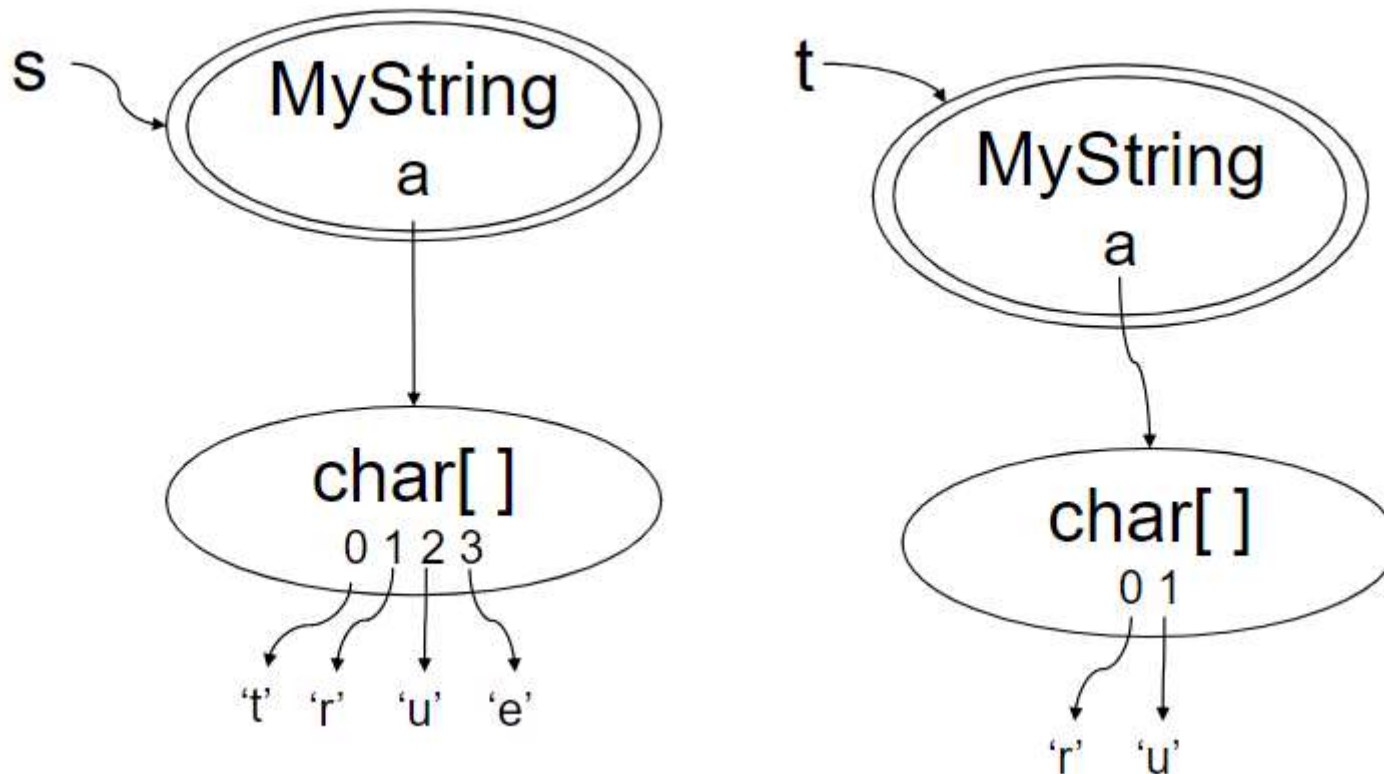 s
MyString
a
char[ ]
0 1 2 3
‘t’ ‘r’ ‘u’ ‘e’
t
MyString
a
char[ ]
0 1
‘r’ ‘u’